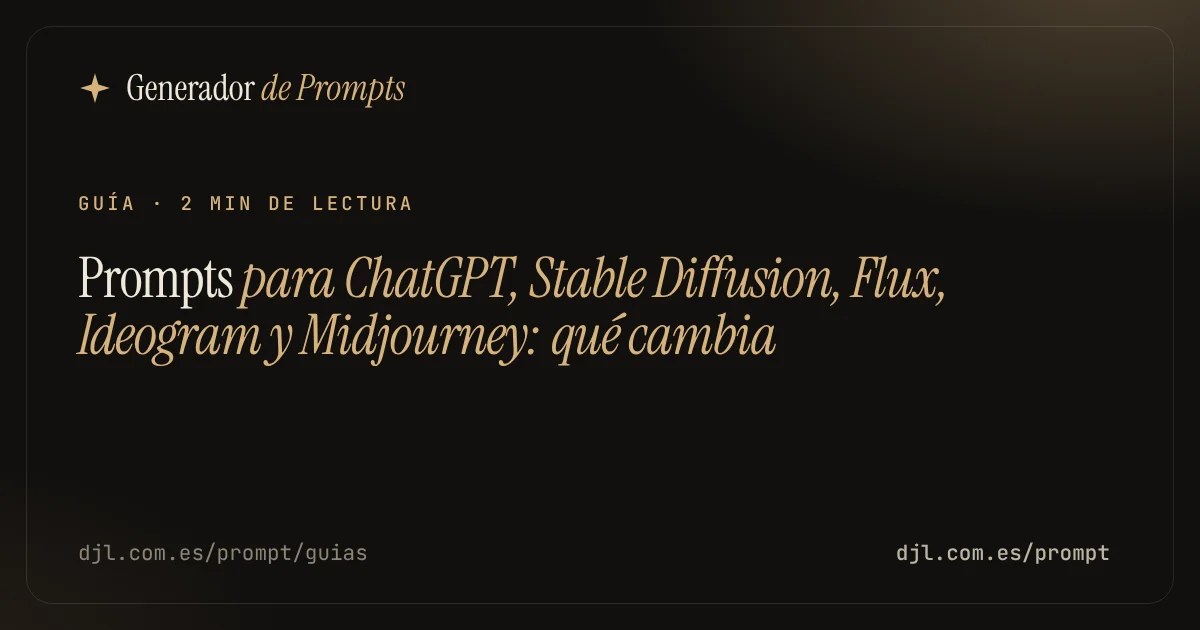 Generador de Prompts
GUÍA · 2 MIN DE LECTURA
Prompts para ChatGPT, Stable Diffusion, Flux,
Ideogram y Midjourney: qué cambia
djl.com.es/prompt/guias
djl.com.es/prompt